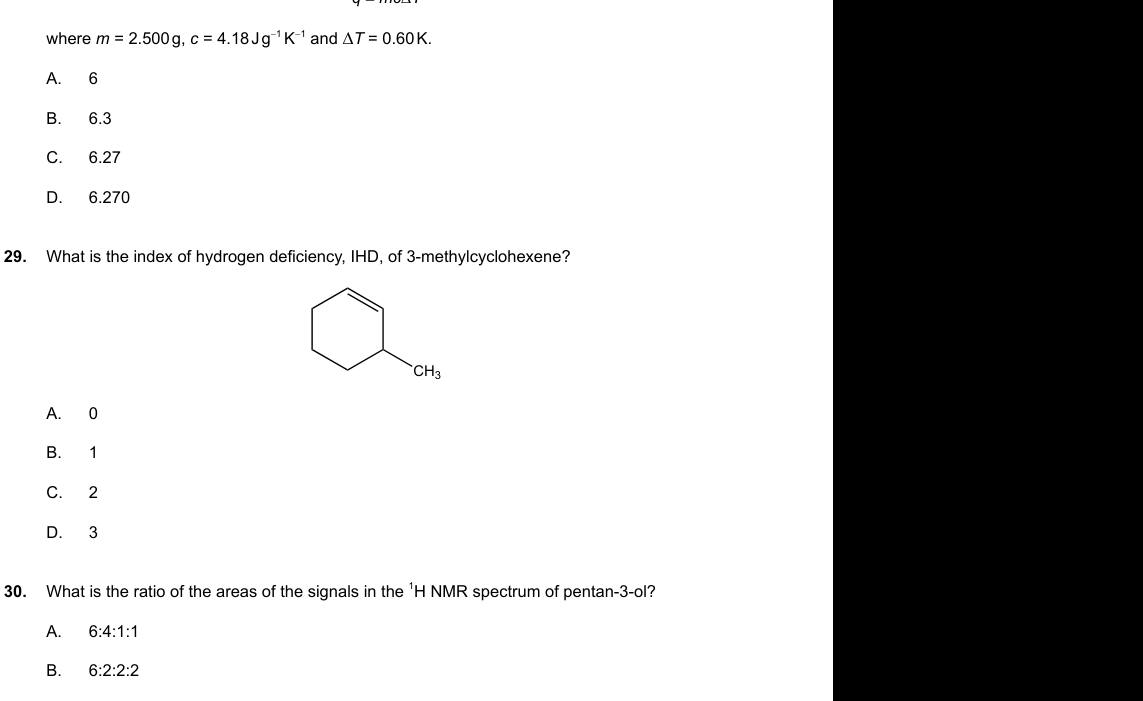 where m = 2.500 g, c = 4.18 J g⁻¹ K⁻¹ and ΔT = 0.60 K.
A. 6
B. 6.3
C. 6.27
D. 6.270
29. What is the index of hydrogen deficiency, IHD, of 3-methylcyclohexene?
CH₃
A. 0
B. 1
C. 2
D. 3
30. What is the ratio of the areas of the signals in the ¹H NMR spectrum of pentan-3-ol?
A. 6:4:1:1
B. 6:2:2:2